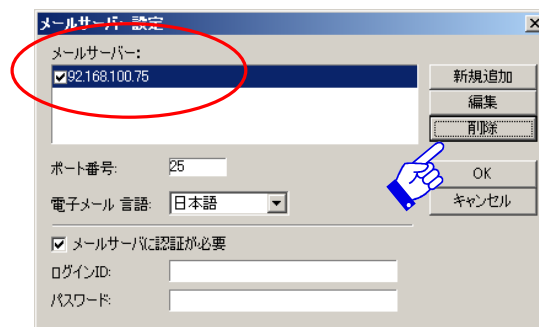 メールサーバー 設定
メールサーバー:
92.168.100.75
新規追加
編集
削除
ポート番号:
25
OK
電子メール 言語:
日本語
キャンセル
メールサーバに認証が必要
ログインID:
パスワード: